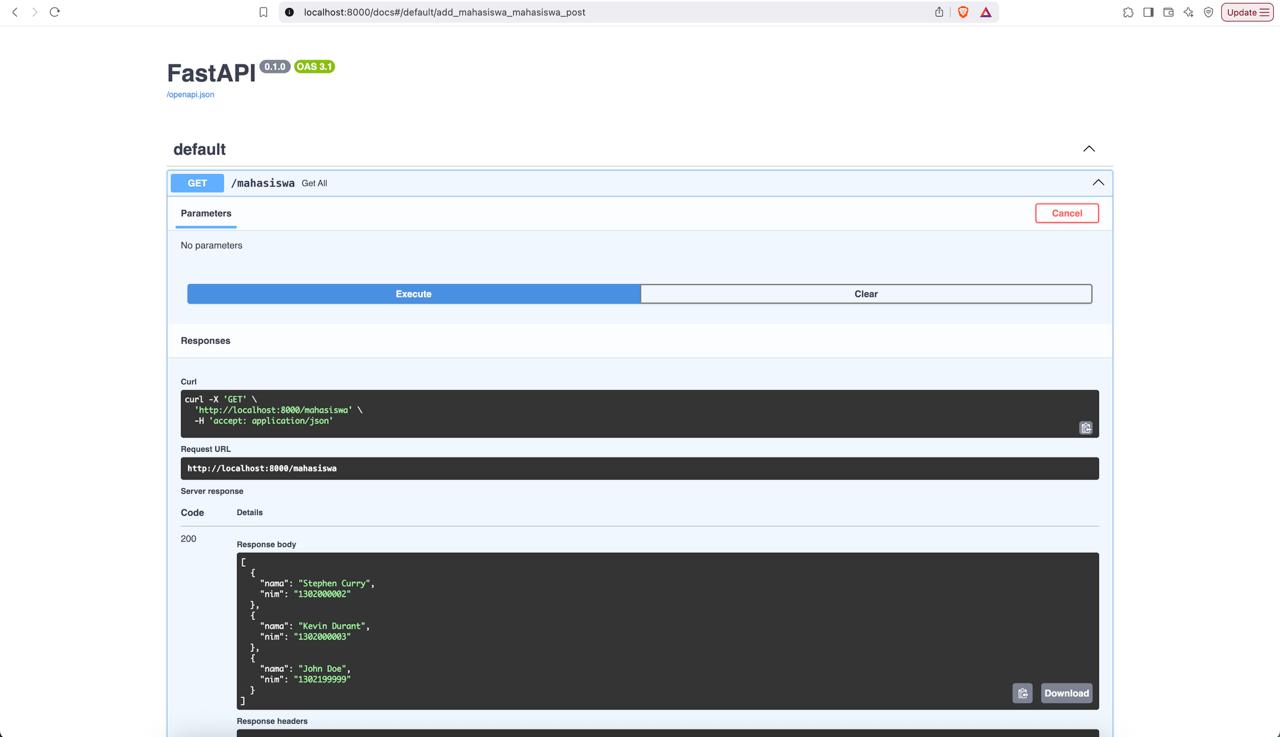 localhost:8000/docs#/default/add_mahasiswa_mahasiswa_post
Update
FastAPI 0.1.0 OAS 3.1
/openapi.json
default
GET /mahasiswa Get All
Parameters
Cancel
No parameters
Execute
Clear
Responses
Curl
curl -X 'GET' \
  'http://localhost:8000/mahasiswa' \
  -H 'accept: application/json'
Request URL
http://localhost:8000/mahasiswa
Server response
Code Details
200
Response body
[
  {
    "nama": "Stephen Curry",
    "nim": "1302000002"
  },
  {
    "nama": "Kevin Durant",
    "nim": "1302000003"
  },
  {
    "nama": "John Doe",
    "nim": "1302199999"
  }
]
Download
Response headers